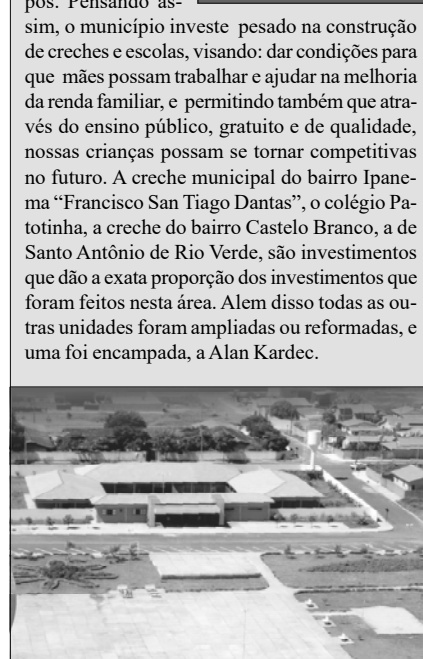 pos. Pensando as-
sim, o município investe pesado na construção
de creches e escolas, visando: dar condições para
que mães possam trabalhar e ajudar na melhoria
da renda familiar, e permitindo também que atra-
vés do ensino público, gratuito e de qualidade,
nossas crianças possam se tornar competitivas
no futuro. A creche municipal do bairro Ipane-
ma “Francisco San Tiago Dantas”, o colégio Pa-
totinha, a creche do bairro Castelo Branco, a de
Santo Antônio de Rio Verde, são investimentos
que dão a exata proporção dos investimentos que
foram feitos nesta área. Alem disso todas as ou-
tras unidades foram ampliadas ou reformadas, e
uma foi encampada, a Alan Kardec.